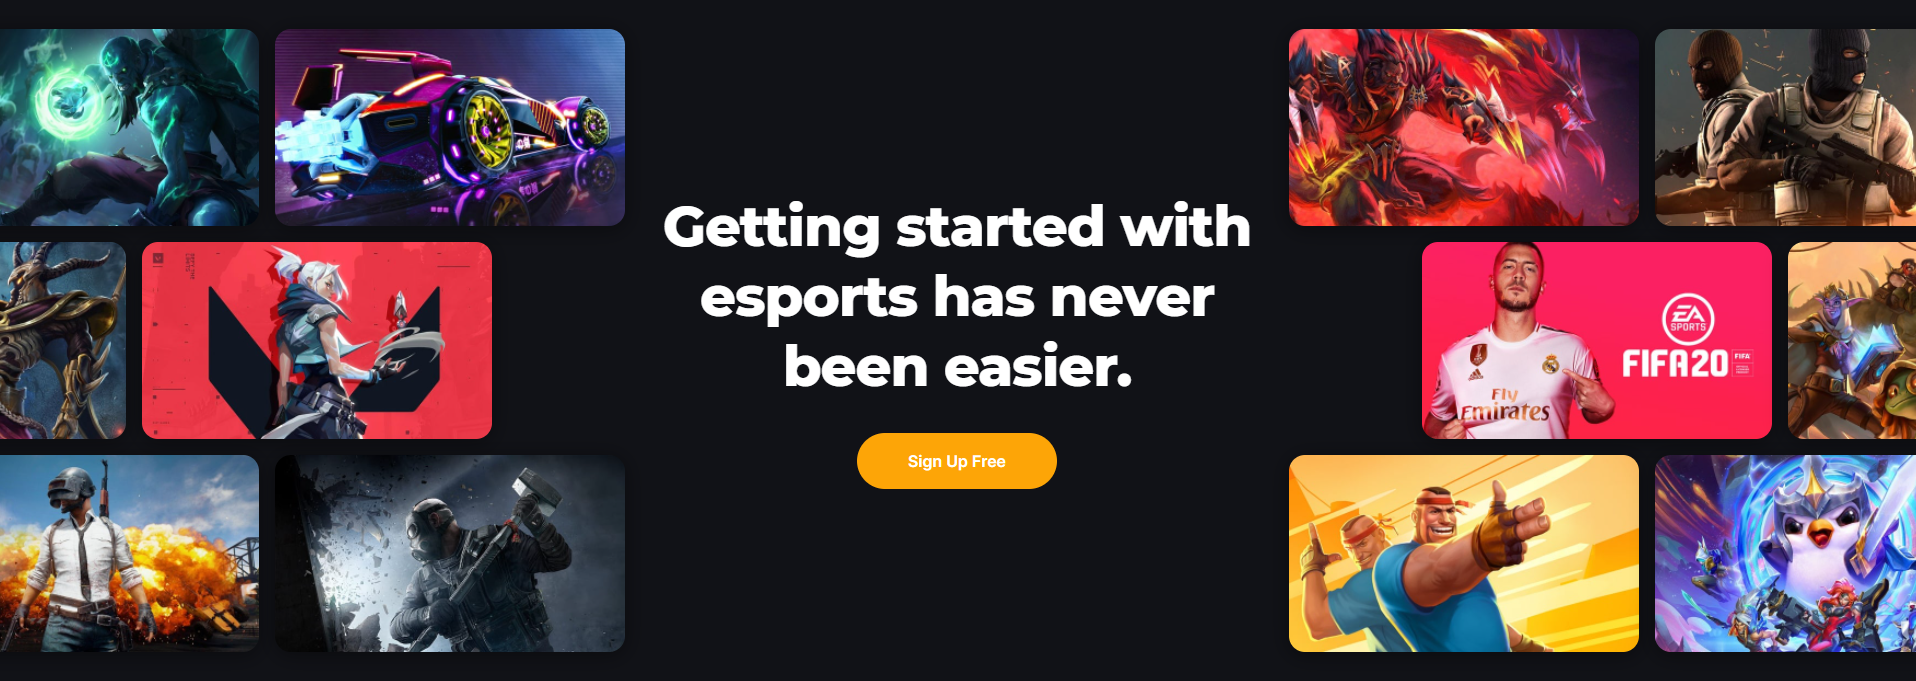 Getting started with
esports has never
been easier.
Sign Up Free
EA
SPORTS
FIFA20
FIFA
Fly
Emirates